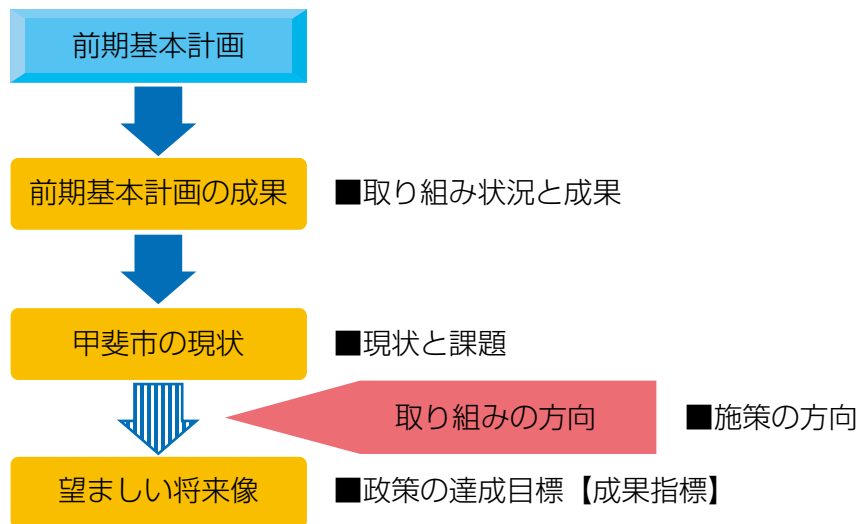 前期基本計画
前期基本計画の成果 ■取り組み状況と成果
甲斐市の現状 ■現状と課題
取り組みの方向 ■施策の方向
望ましい将来像 ■政策の達成目標【成果指標】